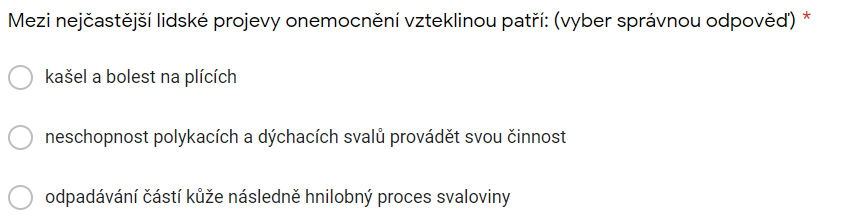 Mezi nejčastější lidské projevy onemocnění vzteklinou patří: (vyber správnou odpověď) *
kašel a bolest na plících
neschopnost polykacích a dýchacích svalů provádět svou činnost
odpadávání částí kůže následně hnilobný proces svaloviny